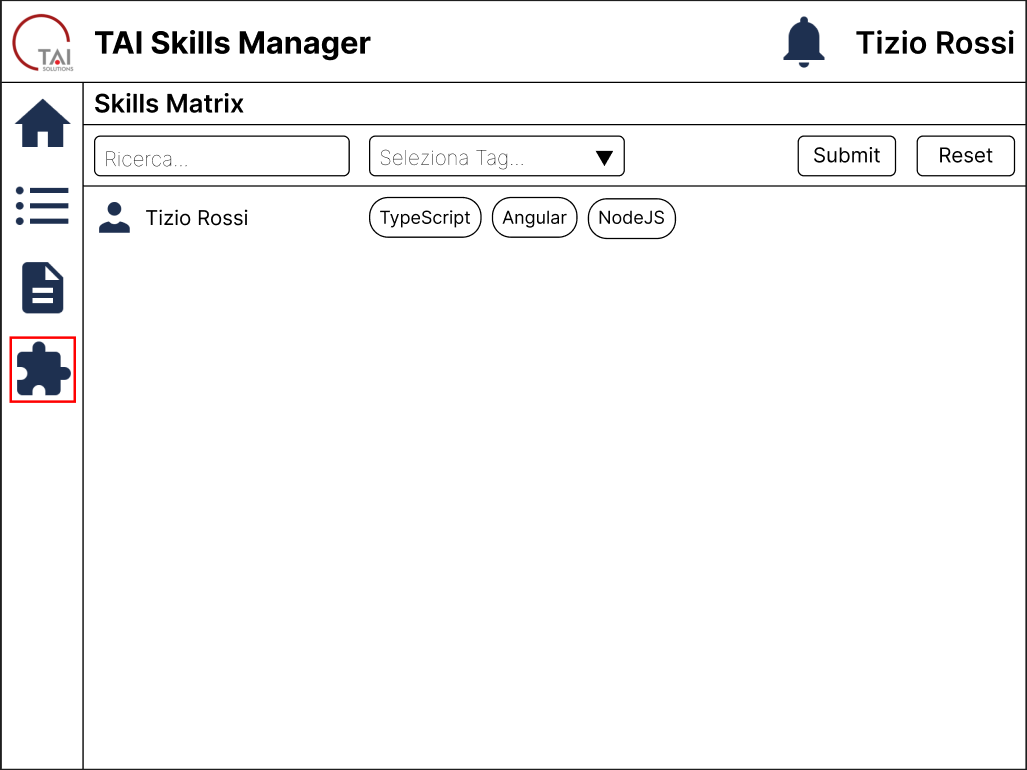 TAI SOLUTIONS
TAI Skills Manager
Tizio Rossi
Skills Matrix
Ricerca...
Seleziona Tag...
Submit
Reset
Tizio Rossi
TypeScript
Angular
NodeJS